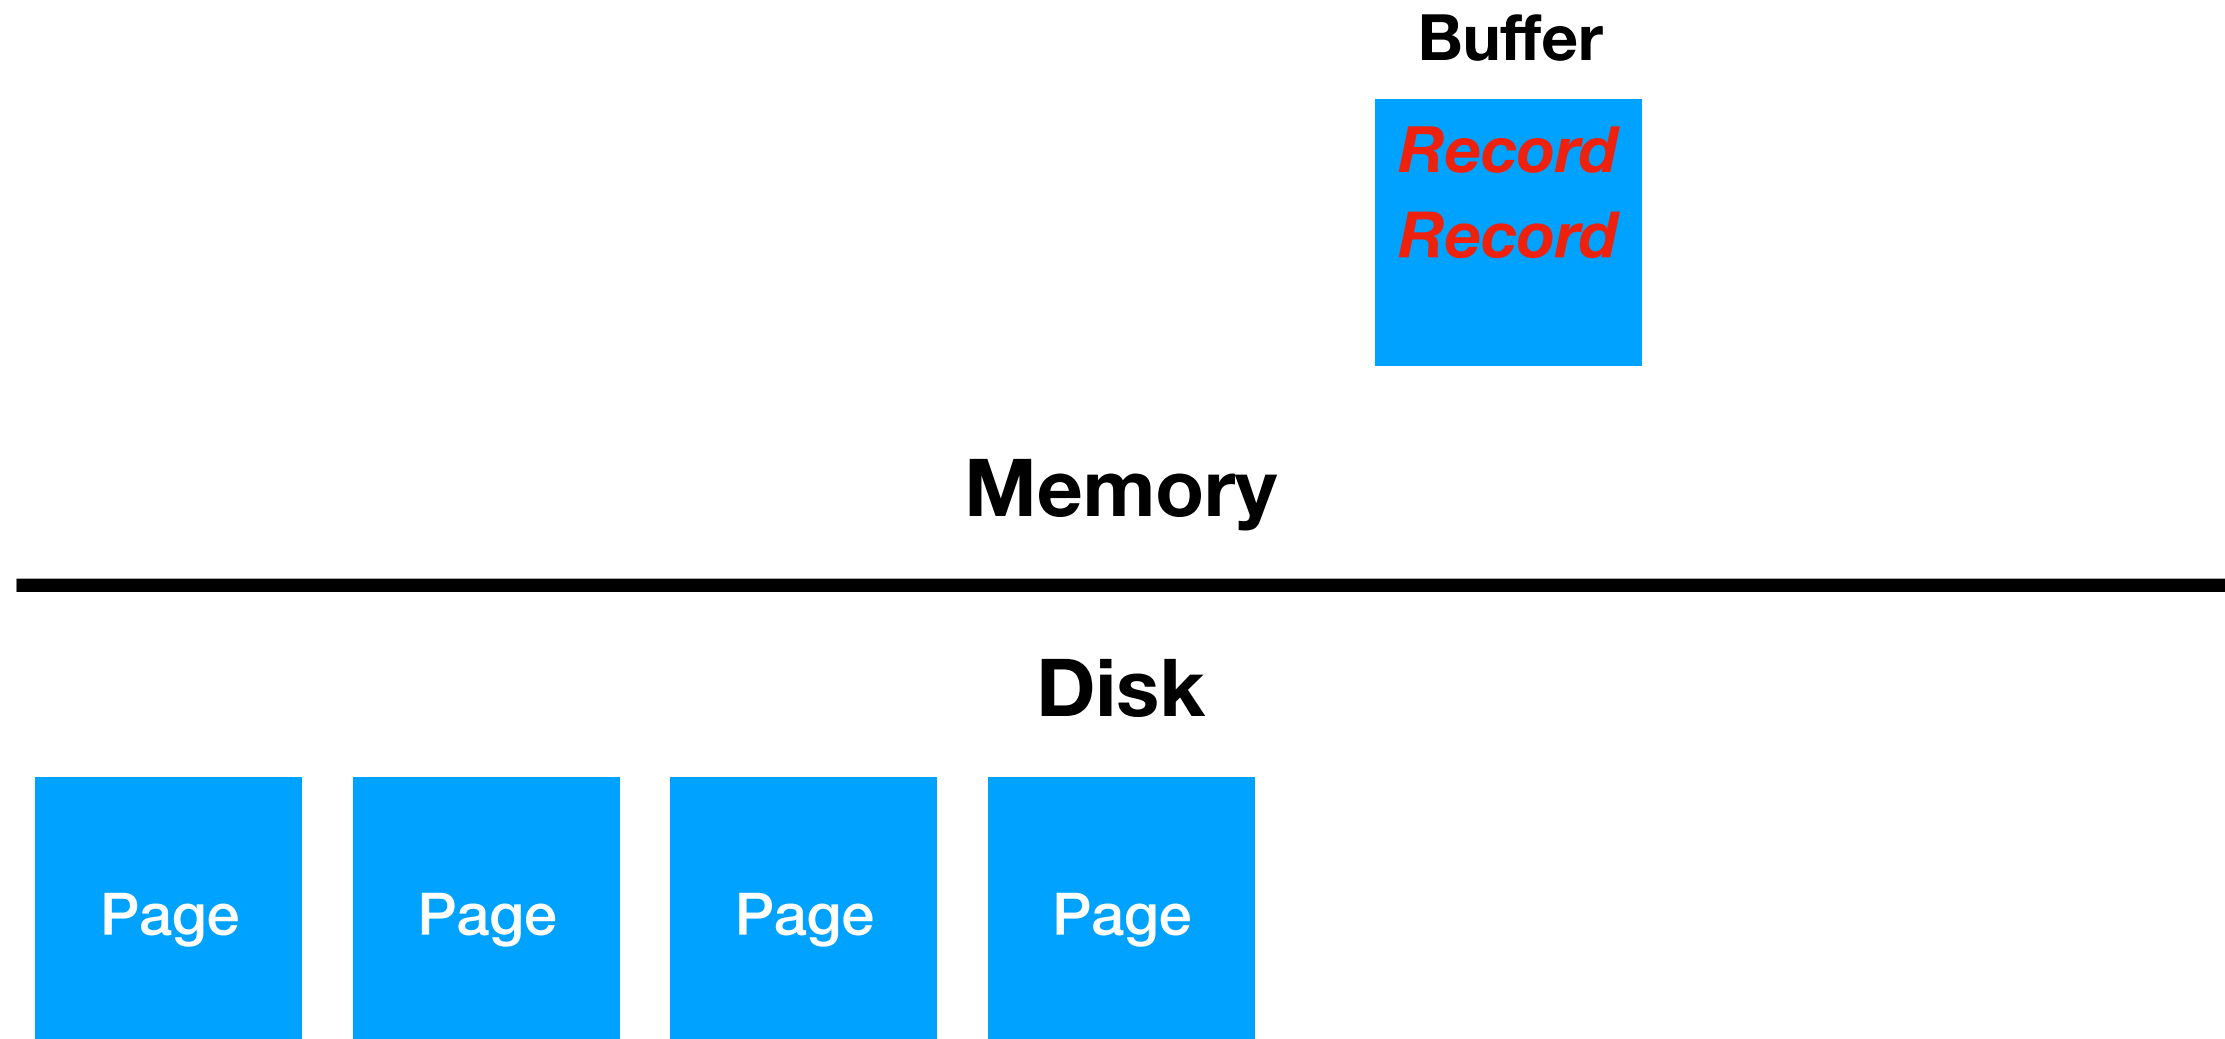 Buffer
Record
Record
Memory
Disk
Page Page Page Page